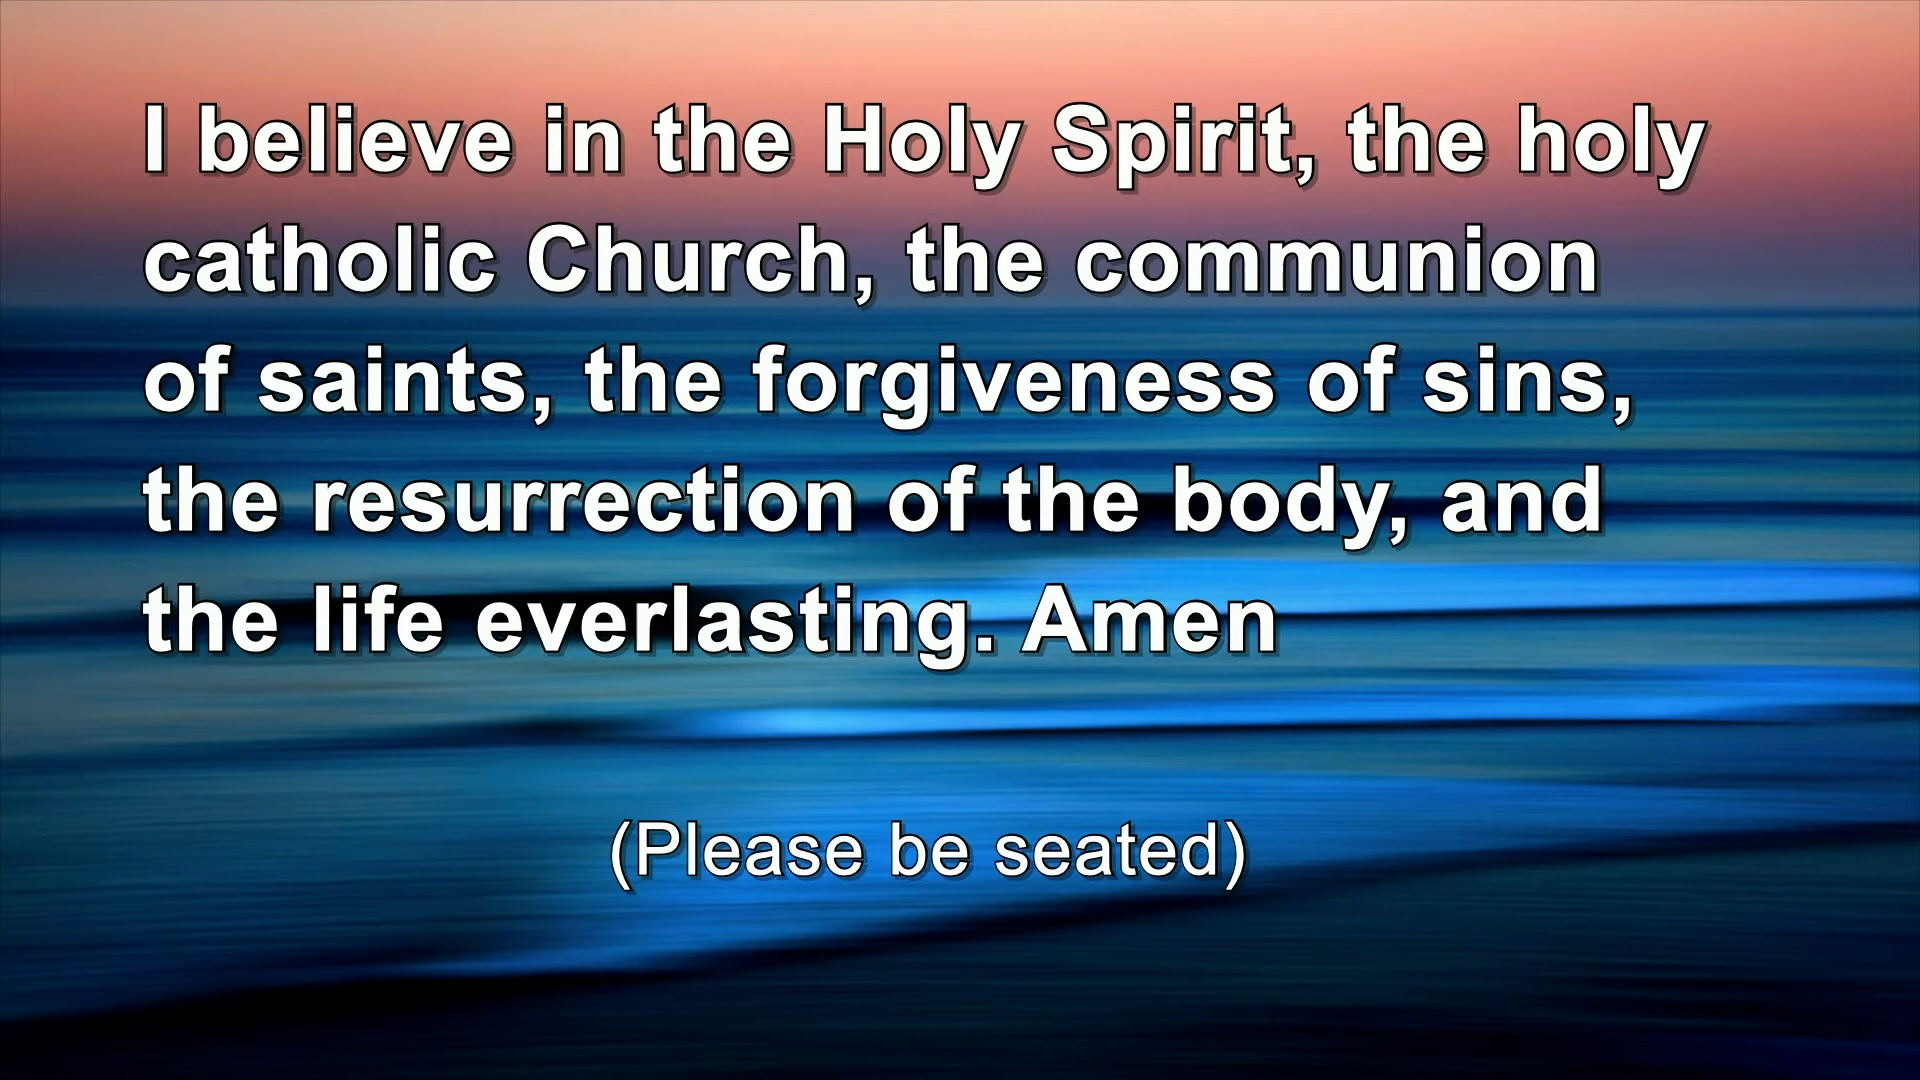 I believe in the Holy Spirit, the holy
catholic Church, the communion
of saints, the forgiveness of sins,
the resurrection of the body, and
the life everlasting. Amen
(Please be seated)